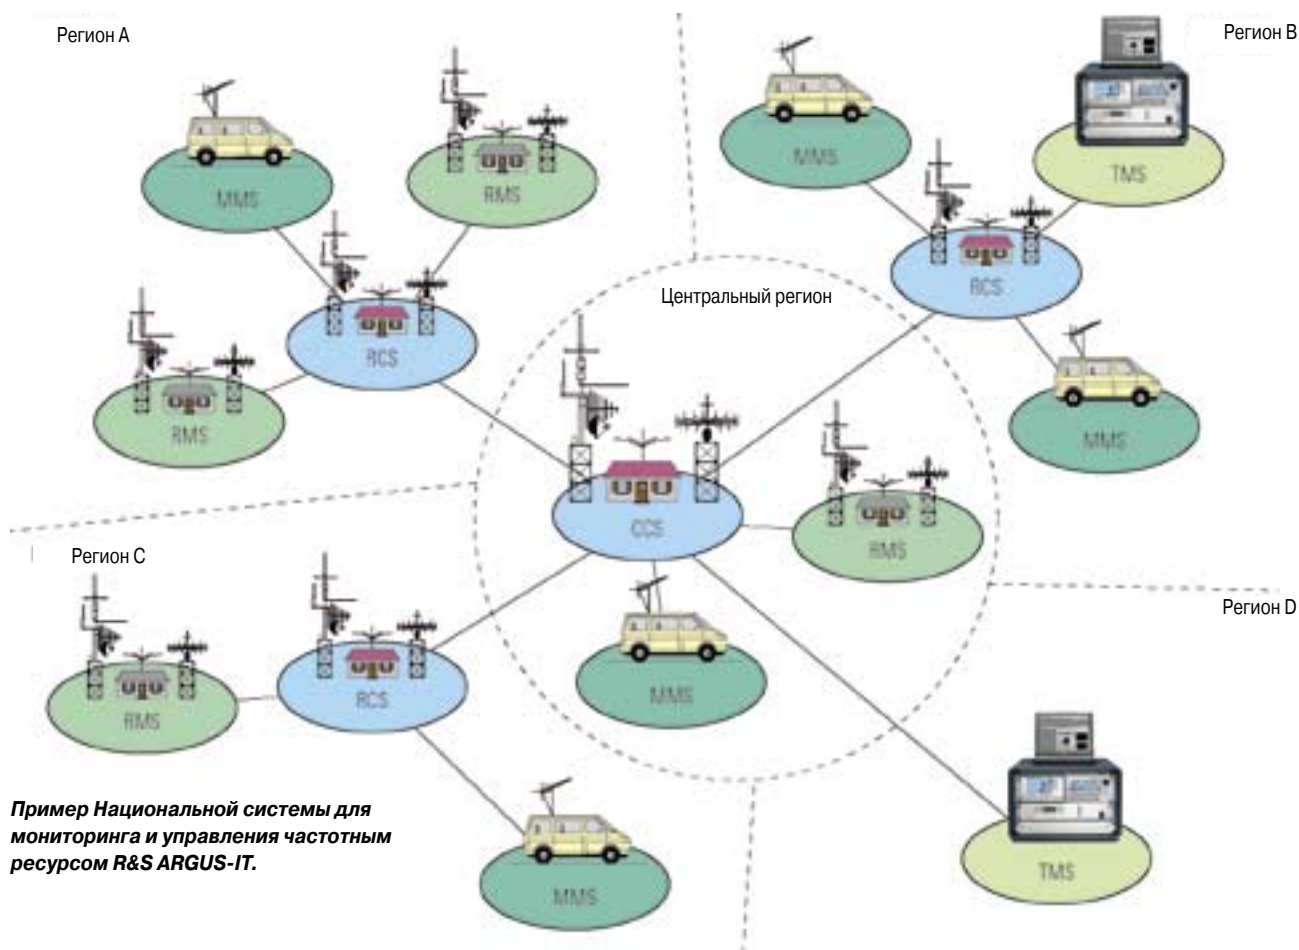 Регион A
Регион B
MMS
RMS
MMS
TMS
RCS
RCS
Центральный регион
RMS
MMS
CCS
RMS
Регион C
Регион D
RMS
RCS
MMS
Пример Национальной системы для
мониторинга и управления частотным
ресурсом R&S ARGUS-IT.
MMS
TMS